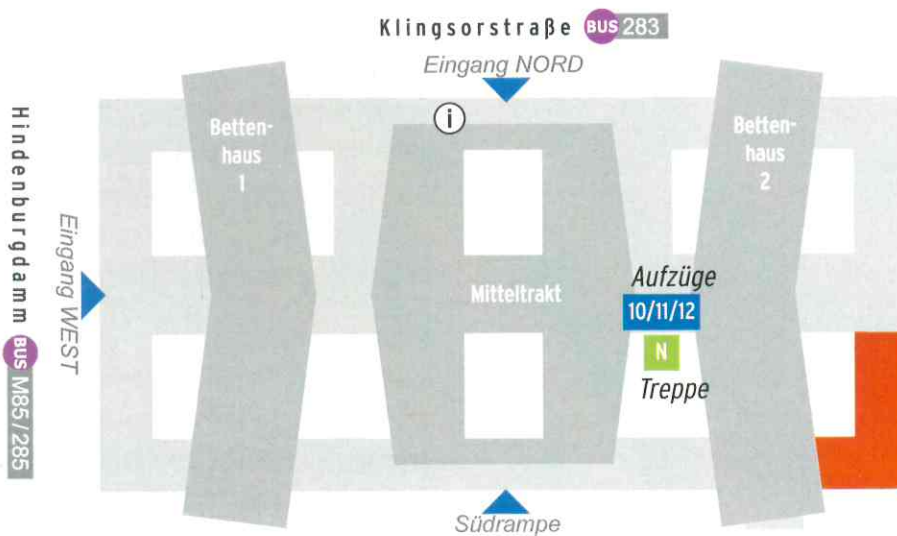 Klingsorstraße BUS 283
Eingang NORD
i
Betten-
haus
1
Betten-
haus
2
Hindenburgdamm BUS M85 / 285
Eingang WEST
Mitteltrakt
Aufzüge
10/11/12
N
Treppe
Südrampe